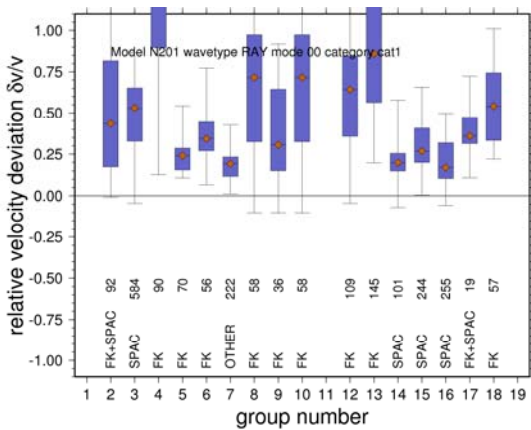 1.00
Model N201 wavetype RAY mode 00 category cat1
0.75
0.50
0.25
0.00
-0.25
-0.50
-0.75
-1.00
relative velocity deviation δv/v
92 584 90 70 56 222 58 36 58 109 145 101 244 255 19 57
FK+SPAC SPAC FK FK FK OTHER FK FK FK FK FK SPAC SPAC SPAC FK+SPAC FK
1 2 3 4 5 6 7 8 9 10 11 12 13 14 15 16 17 18 19
group number